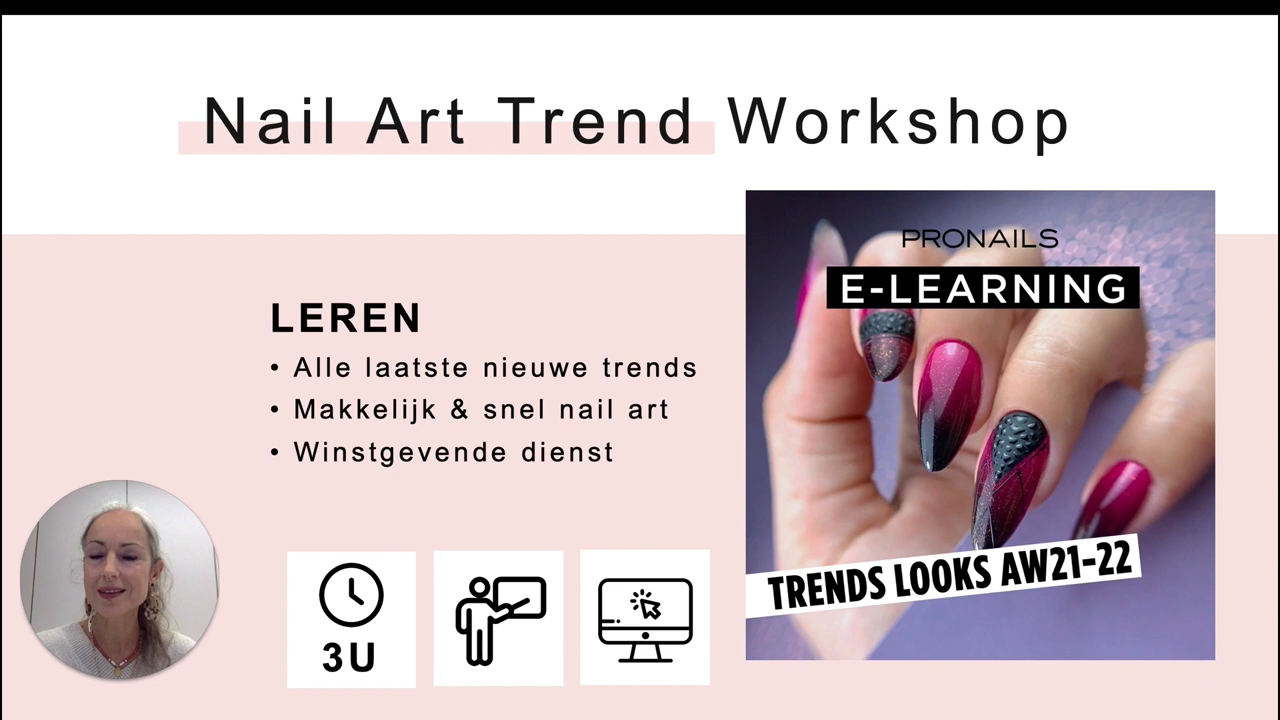 Nail Art Trend Workshop
LEREN
• Alle laatste nieuwe trends
• Makkelijk & snel nail art
• Winstgevende dienst
3U
PRONAILS
E-LEARNING
TRENDS LOOKS AW21-22